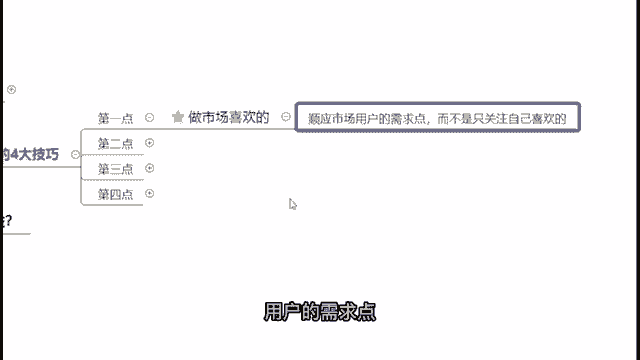 第一点
做市场喜欢的
顺应市场用户的需求点，而不是只关注自己喜欢的
第二点
的4大技巧
第三点
第四点
?
用户的需求点